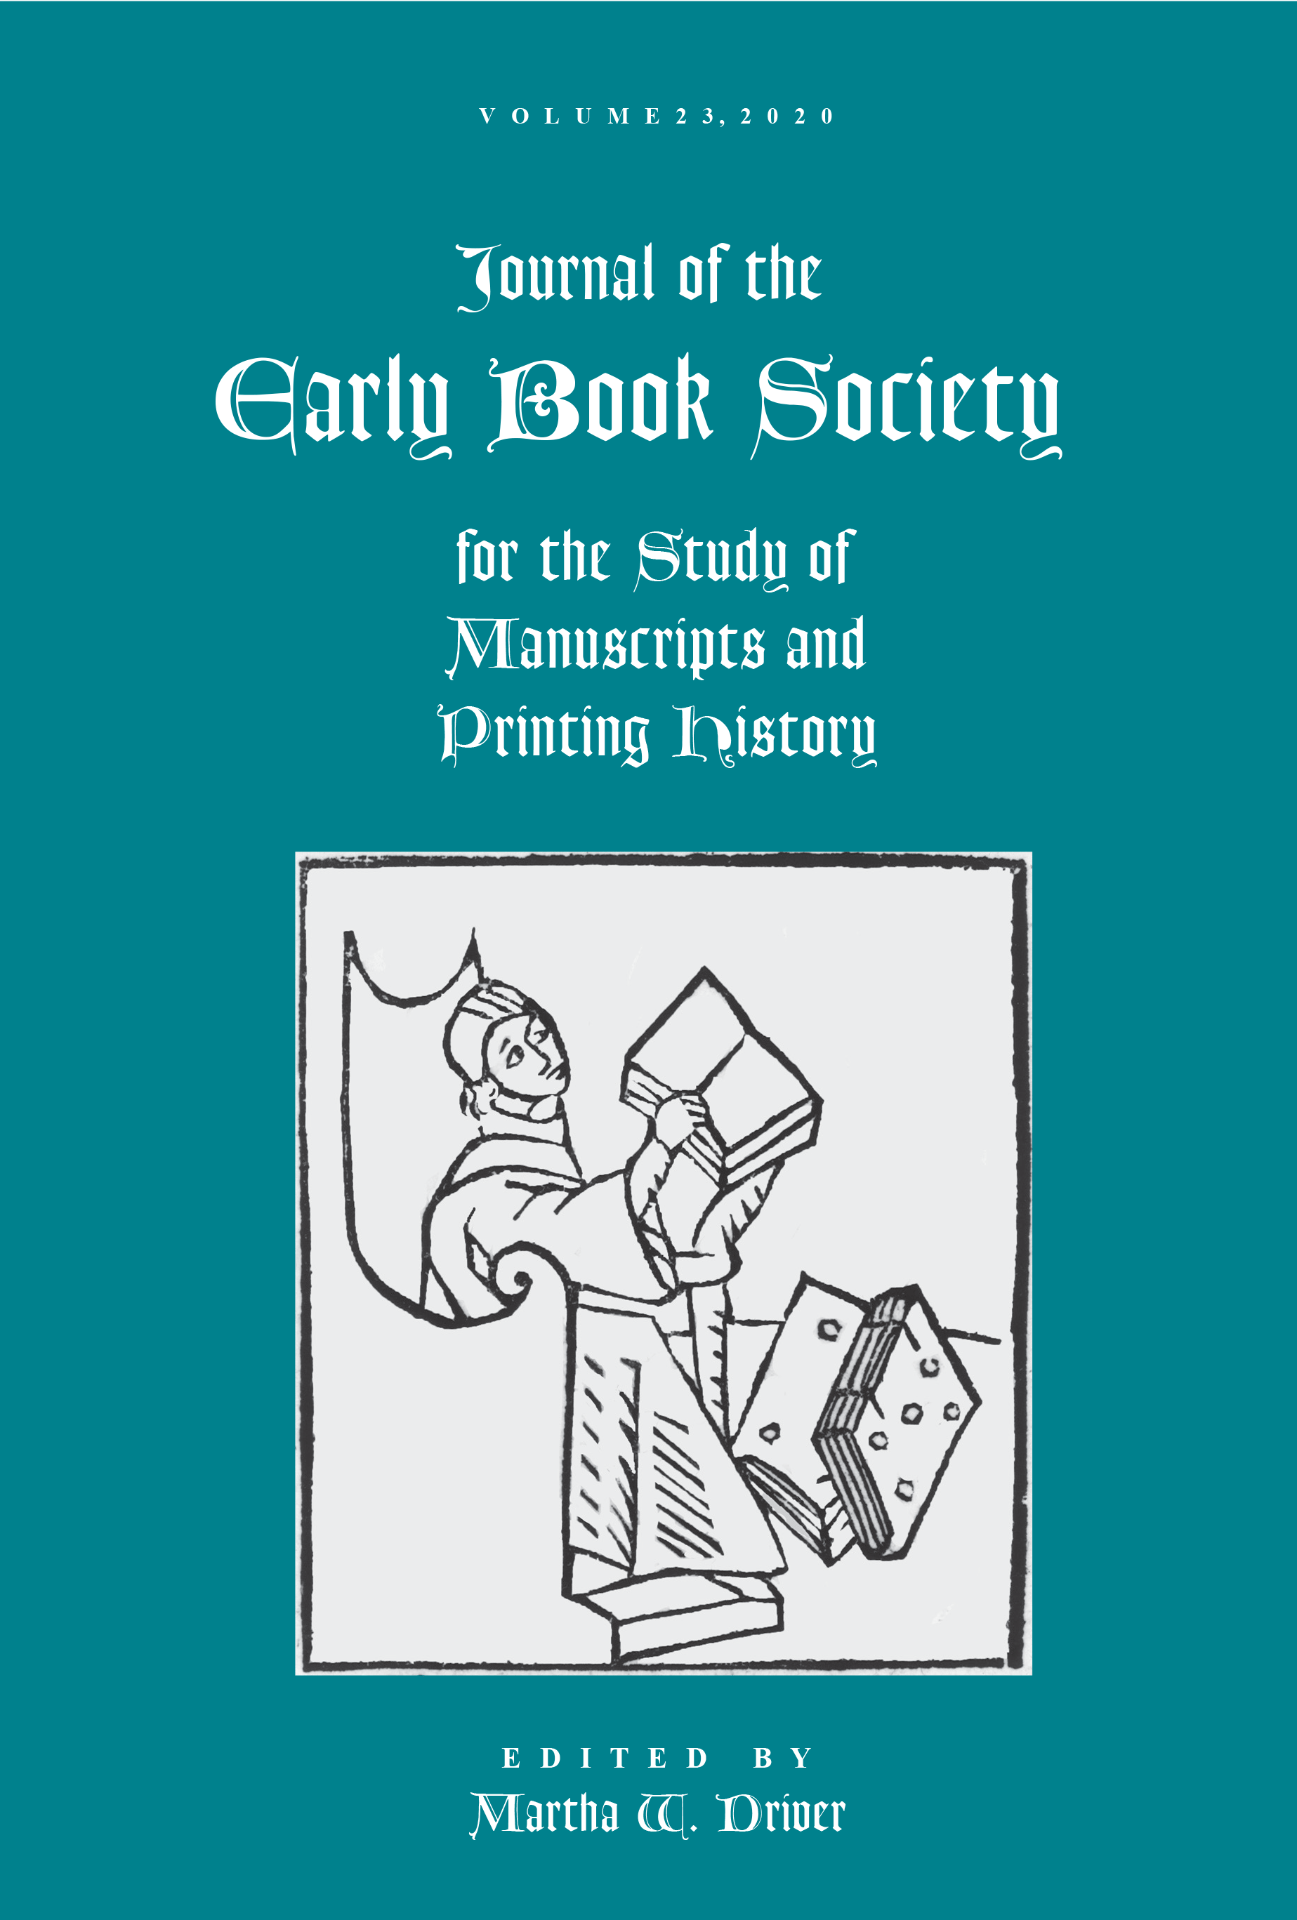 VOLUME 23, 2020
Journal of the
Early Book Society
for the Study of
Manuscripts and
Printing History
EDITED BY
Martha W. Driver